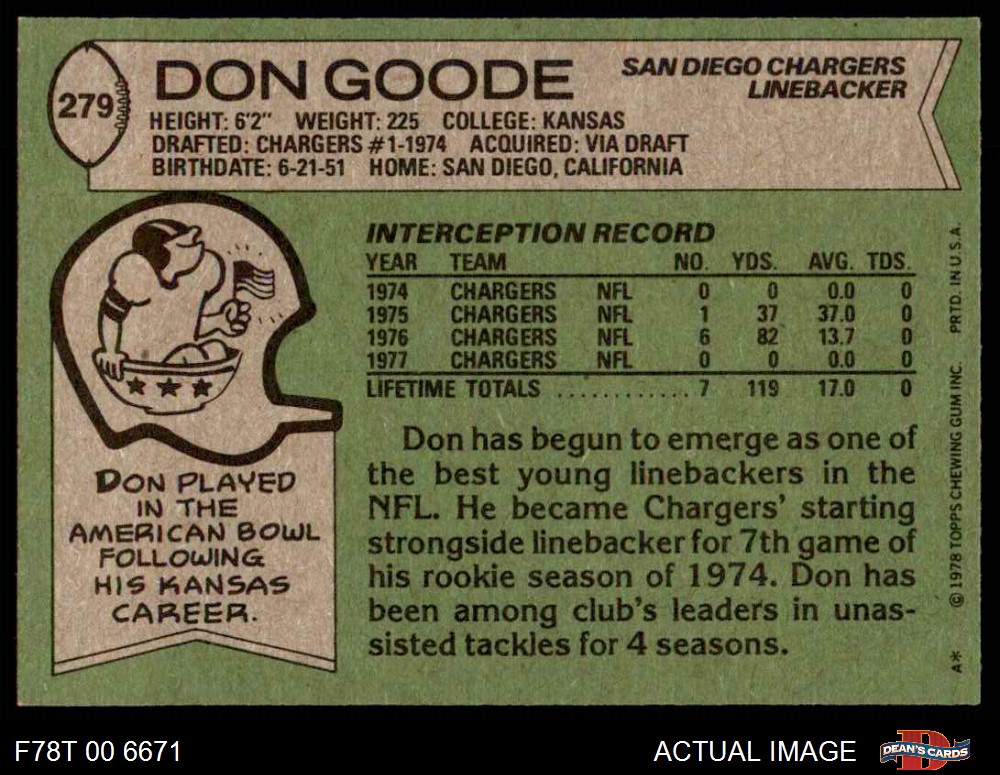 279
DON GOODE
SAN DIEGO CHARGERS
LINEBACKER
HEIGHT: 6'2" WEIGHT: 225 COLLEGE: KANSAS
DRAFTED: CHARGERS #1-1974 ACQUIRED: VIA DRAFT
BIRTHDATE: 6-21-51 HOME: SAN DIEGO, CALIFORNIA
INTERCEPTION RECORD
YEAR TEAM NO. YDS. AVG. TDS.
1974 CHARGERS NFL 0 0 0.0 0
1975 CHARGERS NFL 1 37 37.0 0
1976 CHARGERS NFL 6 82 13.7 0
1977 CHARGERS NFL 0 0 0.0 0
LIFETIME TOTALS ............ 7 119 17.0 0
Don has begun to emerge as one of
the best young linebackers in the
NFL. He became Chargers' starting
strongside linebacker for 7th game of
his rookie season of 1974. Don has
been among club's leaders in unas-
sisted tackles for 4 seasons.
DON PLAYED
IN THE
AMERICAN BOWL
FOLLOWING
HIS KANSAS
CAREER.
A* © 1978 TOPPS CHEWING GUM INC. PRTD. IN U.S.A.
F78T 00 6671
ACTUAL IMAGE
D
DEAN'S CARDS